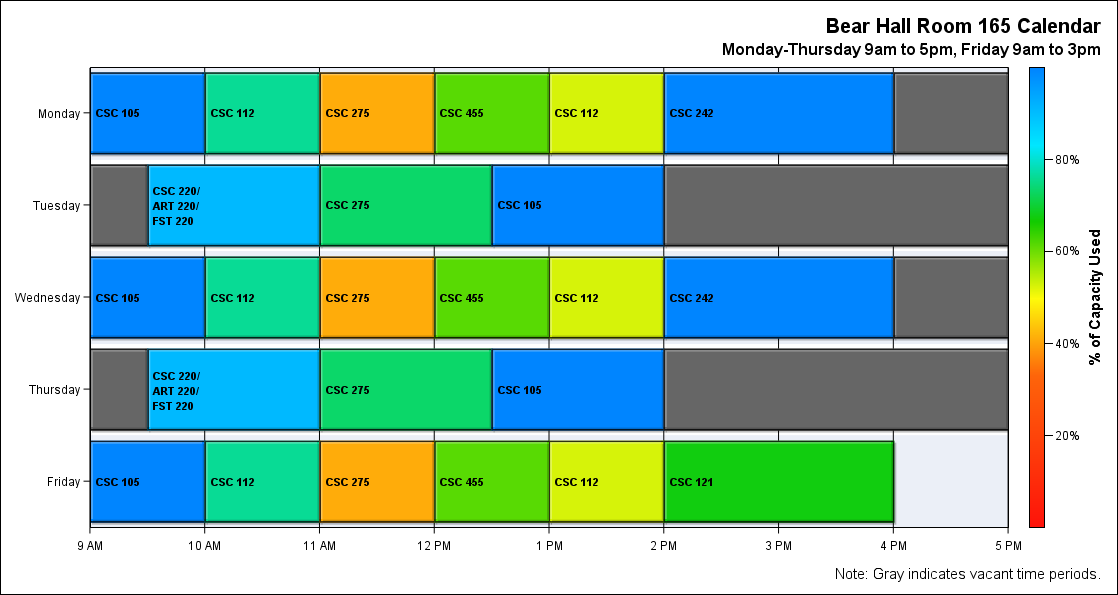 Bear Hall Room 165 Calendar
Monday-Thursday 9am to 5pm, Friday 9am to 3pm
Monday
CSC 105
CSC 112
CSC 275
CSC 455
CSC 112
CSC 242
Tuesday
CSC 220/
ART 220/
FST 220
CSC 275
CSC 105
Wednesday
CSC 105
CSC 112
CSC 275
CSC 455
CSC 112
CSC 242
Thursday
CSC 220/
ART 220/
FST 220
CSC 275
CSC 105
Friday
CSC 105
CSC 112
CSC 275
CSC 455
CSC 112
CSC 121
9 AM
10 AM
11 AM
12 PM
1 PM
2 PM
3 PM
4 PM
5 PM
80%
60%
40%
20%
% of Capacity Used
Note: Gray indicates vacant time periods.